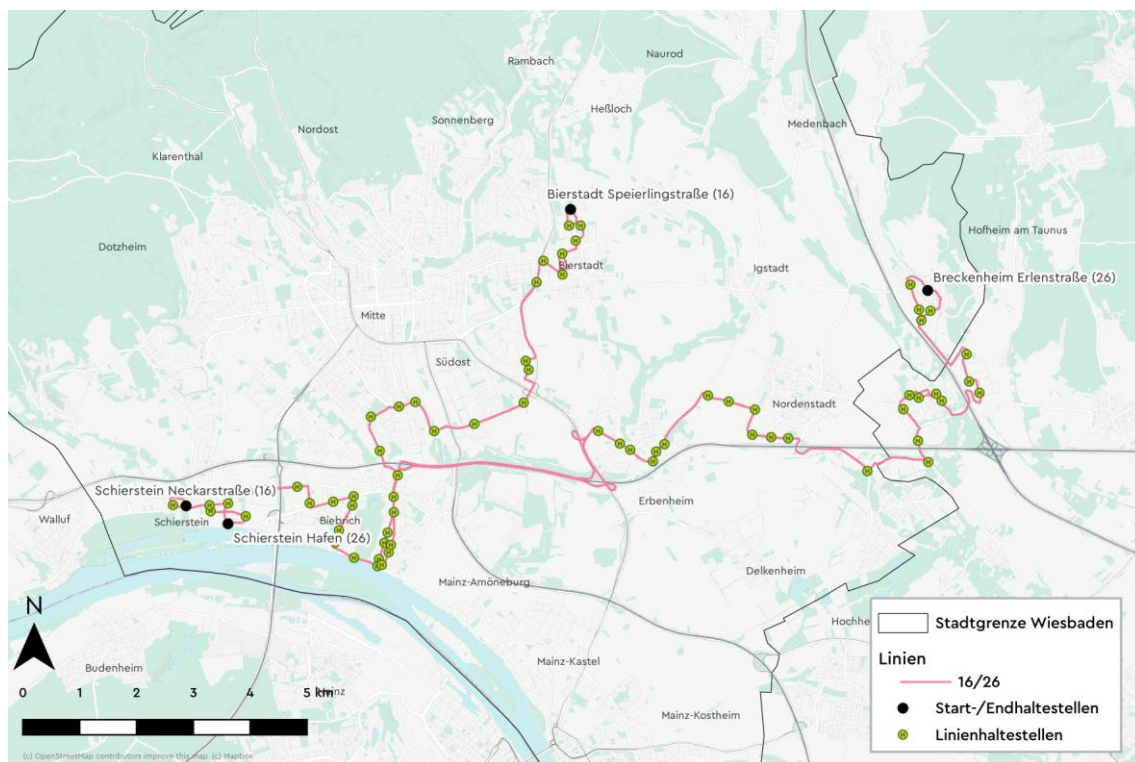 Naurod
Rambach
Heßloch
Medenbach
Sonnenberg
Nordost
Klarenthal
Bierstadt Speierlingstraße (16)
Hofheim am Taunus
Dotzheim
Bierstadt
Igstadt
Breckenheim Erlenstraße (26)
Mitte
Südost
Nordenstadt
Schierstein Neckarstraße (16)
Erbenheim
Walluf
Schierstein
Biebrich
Schierstein Hafen (26)
Mainz-Amöneburg
Delkenheim
N
Hochhe
Stadtgrenze Wiesbaden
Linien
16/26
Start-/Endhaltestellen
H Linienhaltestellen
Budenheim
Mainz-Kastel
0 1 2 3 4 5 km
Mainz
Mainz-Kostheim
(c) OpenStreetMap contributors improve this map (c) Mapbox